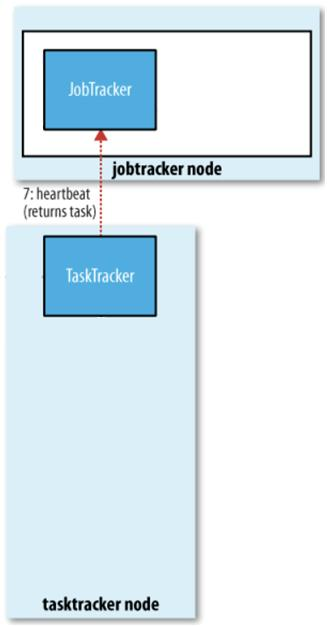 JobTracker
jobtracker node
7: heartbeat
(returns task)
TaskTracker
tasktracker node